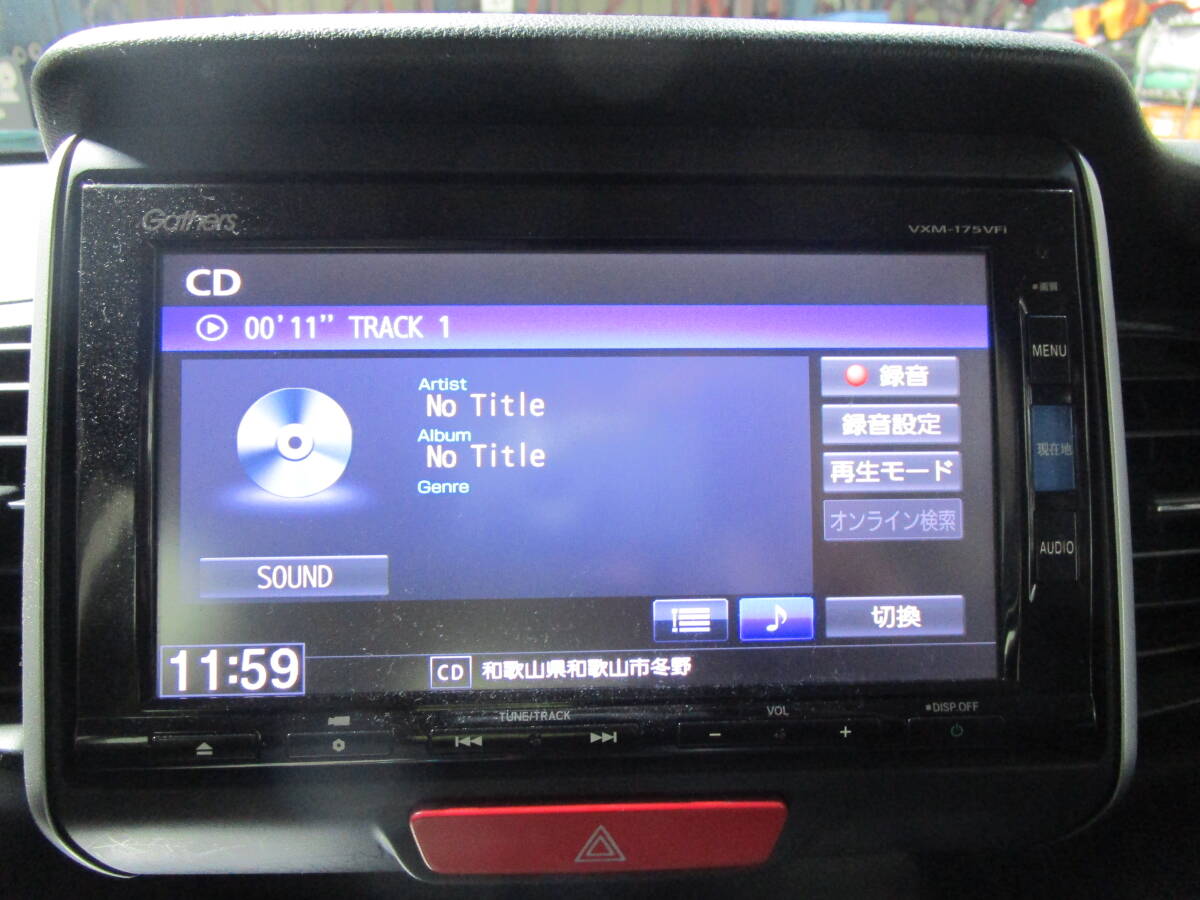 Gathers
VXM-175VFi
CD
00'11" TRACK 1
Artist
No Title
Album
No Title
Genre
SOUND
録音
録音設定
再生モード
オンライン検索
切換
11:59
CD 和歌山県和歌山市冬野
画質
MENU
現在地
AUDIO
TUNE/TRACK
VOL
DISP OFF